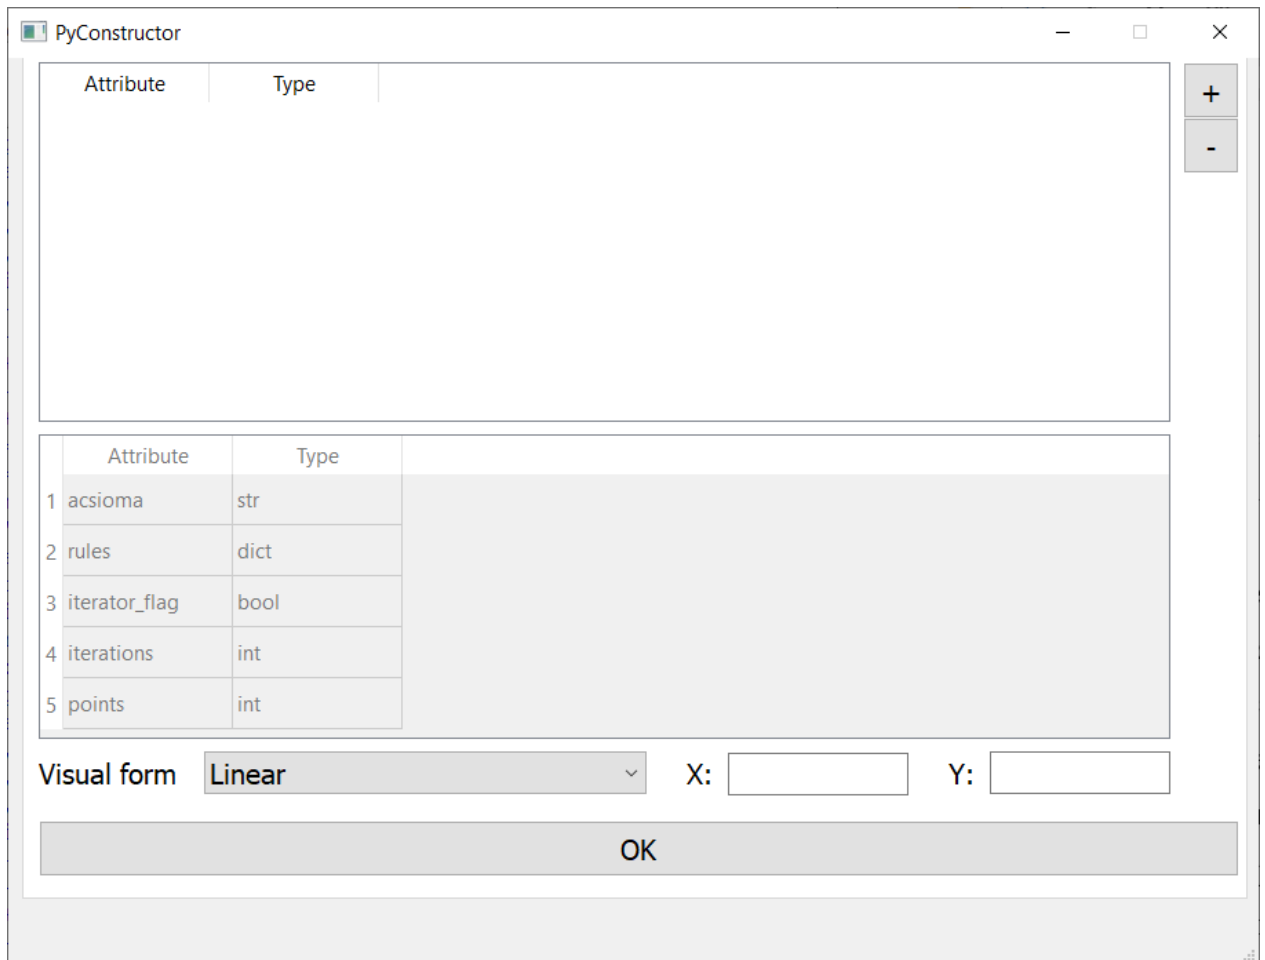 PyConstructor
Attribute Type
+
-
Attribute Type
1 acsioma str
2 rules dict
3 iterator_flag bool
4 iterations int
5 points int
Visual form Linear X: Y:
OK